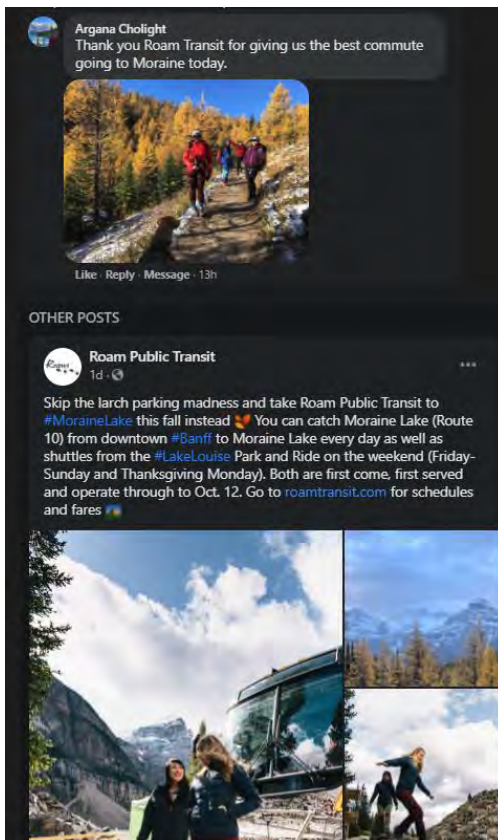 Argana Cholight
Thank you Roam Transit for giving us the best commute
going to Moraine today.
Like · Reply · Message · 13h
OTHER POSTS
Roam Public Transit
1d ·
Skip the larch parking madness and take Roam Public Transit to
#MoraineLake this fall instead 🍁 You can catch Moraine Lake (Route
10) from downtown #Banff to Moraine Lake every day as well as
shuttles from the #LakeLouise Park and Ride on the weekend (Friday-
Sunday and Thanksgiving Monday). Both are first come, first served
and operate through to Oct. 12. Go to roamtransit.com for schedules
and fares 🏞️